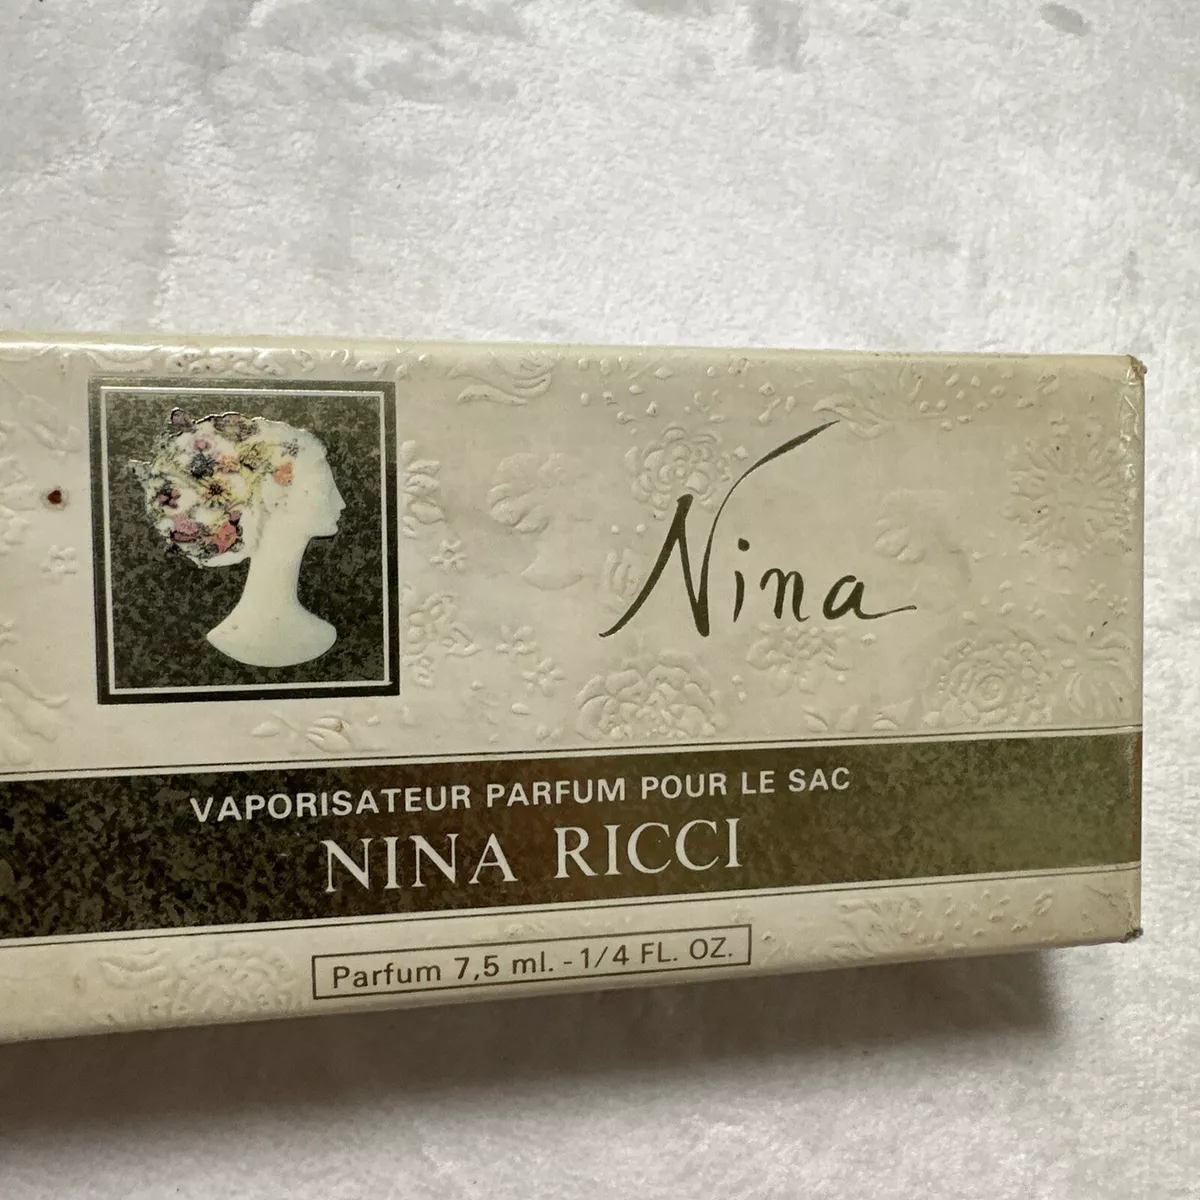 Nina
VAPORISATEUR PARFUM POUR LE SAC
NINA RICCI
Parfum 7,5 ml. - 1/4 FL. OZ.